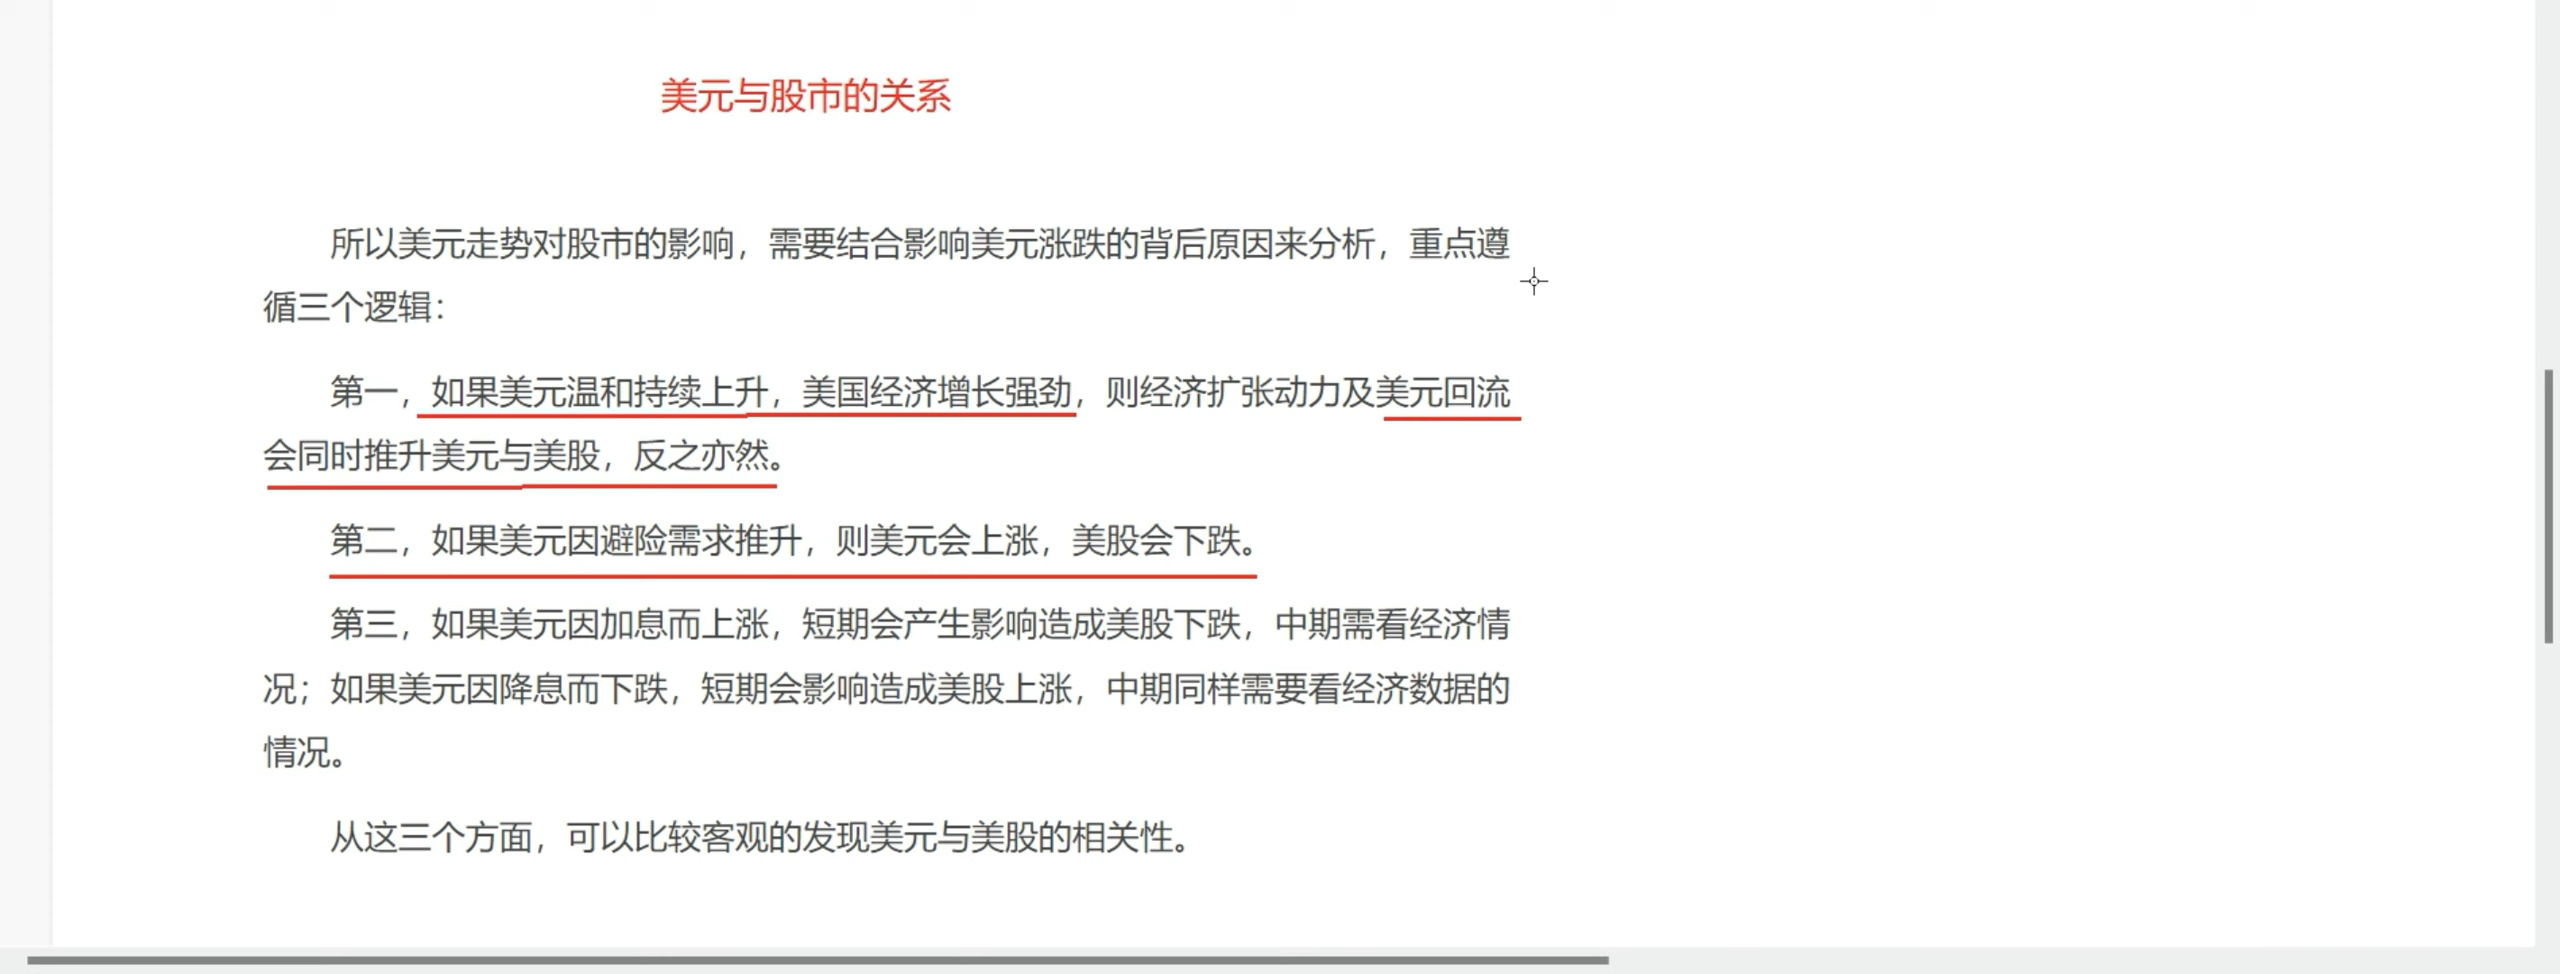 美元与股市的关系
所以美元走势对股市的影响，需要结合影响美元涨跌的背后原因来分析，重点遵
循三个逻辑：
第一，如果美元温和持续上升，美国经济增长强劲，则经济扩张动力及美元回流
会同时推升美元与美股，反之亦然。
第二，如果美元因避险需求推升，则美元会上涨，美股会下跌。
第三，如果美元因加息而上涨，短期会产生影响造成美股下跌，中期需看经济情
况；如果美元因降息而下跌，短期会影响造成美股上涨，中期同样需要看经济数据的
情况。
从这三个方面，可以比较客观的发现美元与美股的相关性。